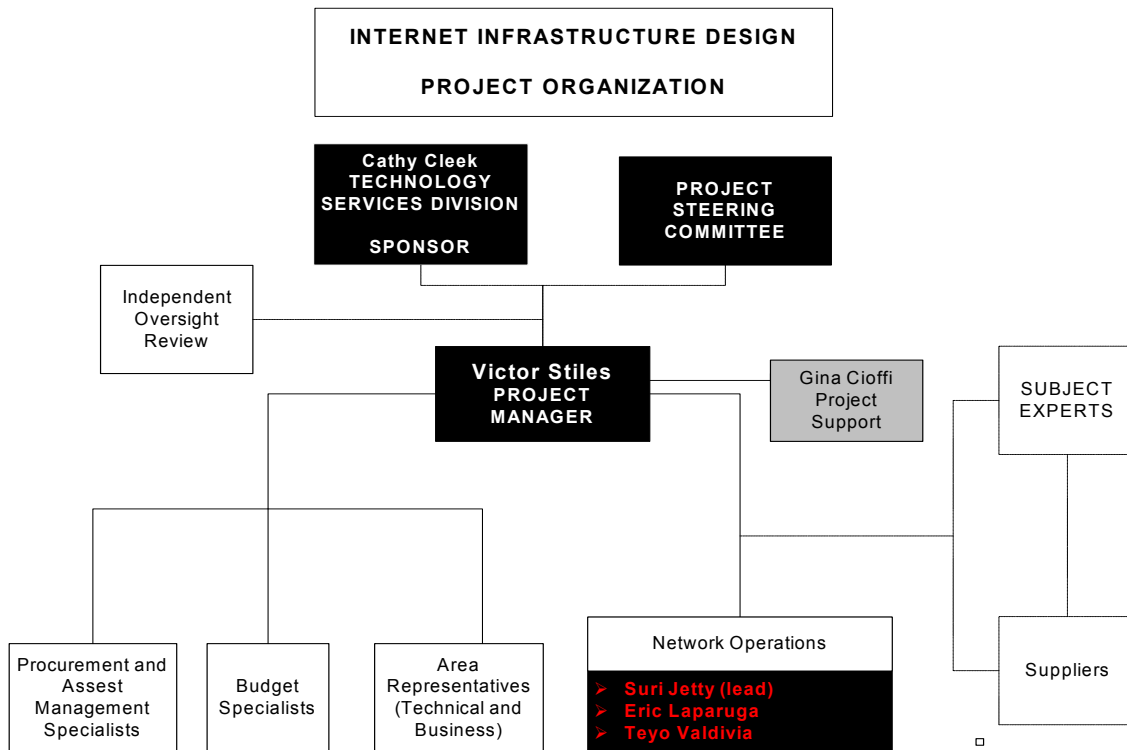 INTERNET INFRASTRUCTURE DESIGN
PROJECT ORGANIZATION
Cathy Cleek
TECHNOLOGY
SERVICES DIVISION
SPONSOR
PROJECT
STEERING
COMMITTEE
Independent
Oversight
Review
Victor Stiles
PROJECT
MANAGER
Gina Cioffi
Project
Support
SUBJECT
EXPERTS
Procurement and
Assest
Management
Specialists
Budget
Specialists
Area
Representatives
(Technical and
Business)
Network Operations
➢ Suri Jetty (lead)
➢ Eric Laparuga
➢ Teyo Valdivia
Suppliers